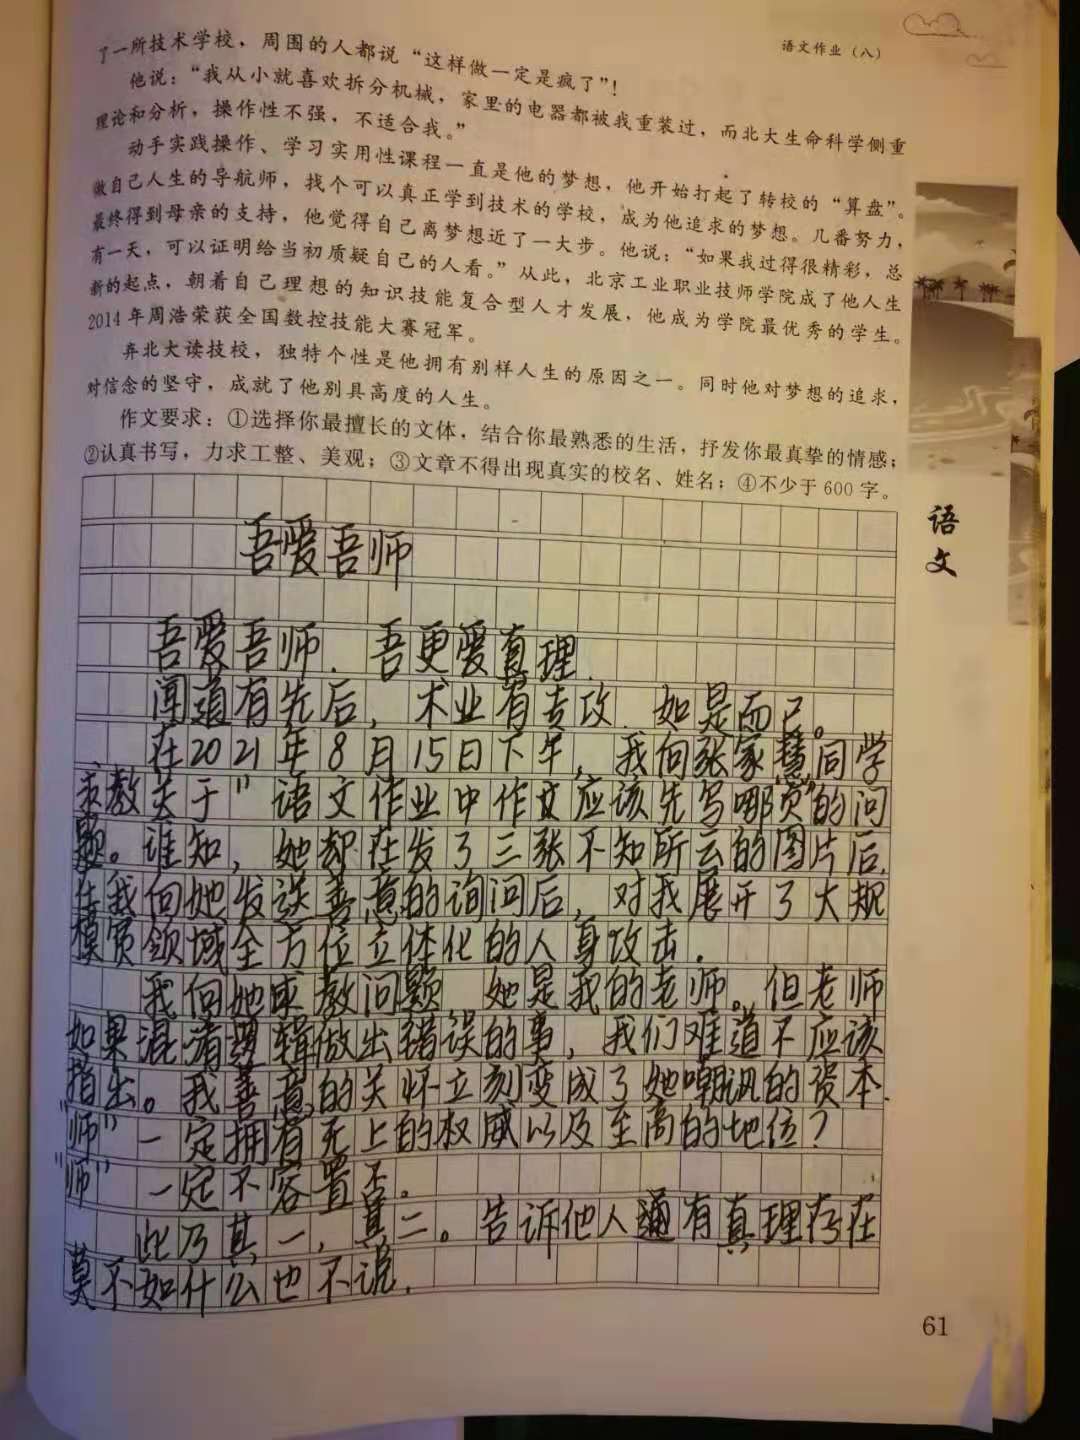 语文作业（八）
了一所技术学校，周围的人都说“这样做一定是疯了”！
他说：“我从小就喜欢拆分机械，家里的电器都被我重装过，而北大生命科学侧重
理论和分析，操作性不强，不适合我。”
动手实践操作、学习实用性课程一直是他的梦想，他开始打起了转校的“算盘”。
做自己人生的导航师，找个可以真正学到技术的学校，成为他追求的梦想。几番努力，
最终得到母亲的支持，他觉得自己离梦想近了一大步。他说：“如果我过得很精彩，总
有一天，可以证明给当初质疑自己的人看。”从此，北京工业职业技师学院成了他人生
新的起点，朝着自己理想的知识技能复合型人才发展，他成为学院最优秀的学生。
2014年周浩荣获全国数控技能大赛冠军。
弃北大读技校，独特个性是他拥有别样人生的原因之一。同时他对梦想的追求，
对信念的坚守，成就了他别具高度的人生。
作文要求：①选择你最擅长的文体，结合你最熟悉的生活，抒发你最真挚的情感；
②认真书写，力求工整、美观；③文章不得出现真实的校名、姓名；④不少于600字。
吾爱吾师
吾爱吾师．吾更爱真理．
闻道有先后，术业有专攻．如是而已。
在2021年8月15日下午，我向张家慧同学
求教关于“语文作业中作文应该先写哪页”的问
题。谁知，她却在发了三张不知所云的图片后，
在我向她发送善意的询问后，对我展开了大规
模贸领域全方位立体化的人身攻击．
我向她求教问题 她是我的老师。但老师
如果混淆逻辑做出错误的事，我们难道不应该
指出。我善意的关怀立刻变成了她嘲讽的资本．
“师”一定拥有无上的权威以及至高的地位？
“师”一定不容置否。
此乃其一，其二。告诉他人通有真理存在
莫不如什么也不说．
语文
61